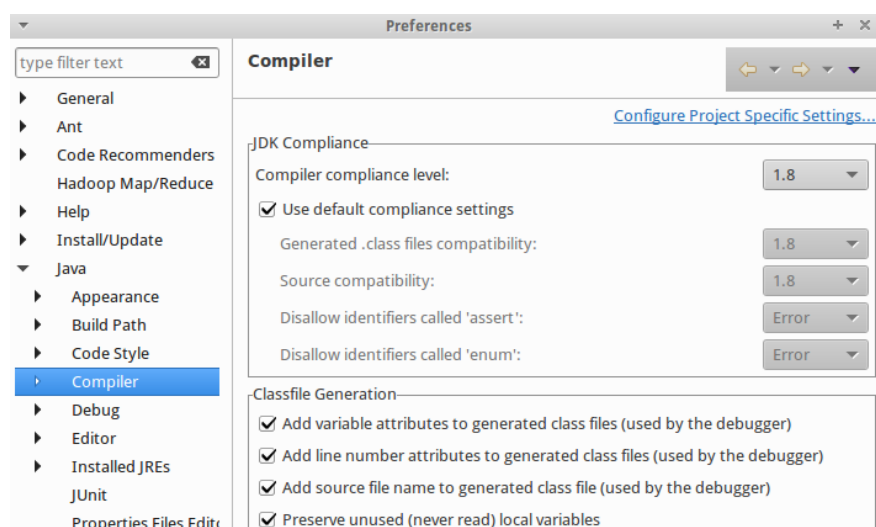 Preferences
type filter text
General
Ant
Code Recommenders
Hadoop Map/Reduce
Help
Install/Update
Java
Appearance
Build Path
Code Style
Compiler
Debug
Editor
Installed JREs
JUnit
Properties Files
Compiler
Configure Project Specific Settings...
JDK Compliance
Compiler compliance level: 1.8
Use default compliance settings
Generated .class files compatibility: 1.8
Source compatibility: 1.8
Disallow identifiers called 'assert': Error
Disallow identifiers called 'enum': Error
Classfile Generation
Add variable attributes to generated class files (used by the debugger)
Add line number attributes to generated class files (used by the debugger)
Add source file name to generated class file (used by the debugger)
Preserve unused (never read) local variables